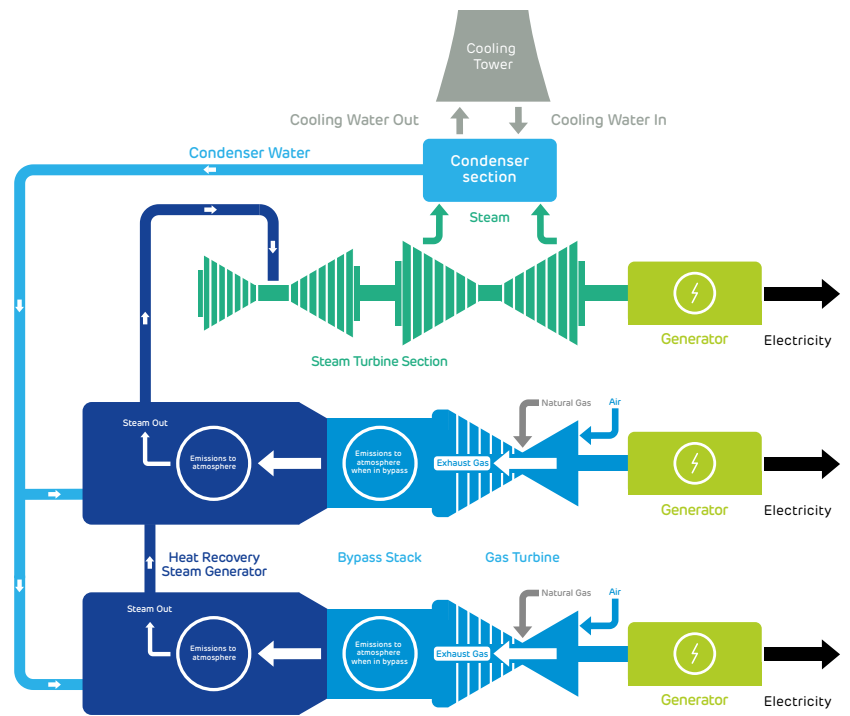 Cooling
Tower
Cooling Water Out
Cooling Water In
Condenser Water
Condenser
section
Steam
Steam Turbine Section
Generator
Electricity
Steam Out
Emissions to
atmosphere
Emissions to
atmosphere
when in bypass
Exhaust Gas
Natural Gas
Air
Generator
Electricity
Heat Recovery
Steam Generator
Bypass Stack
Gas Turbine
Steam Out
Emissions to
atmosphere
Emissions to
atmosphere
when in bypass
Exhaust Gas
Natural Gas
Air
Generator
Electricity